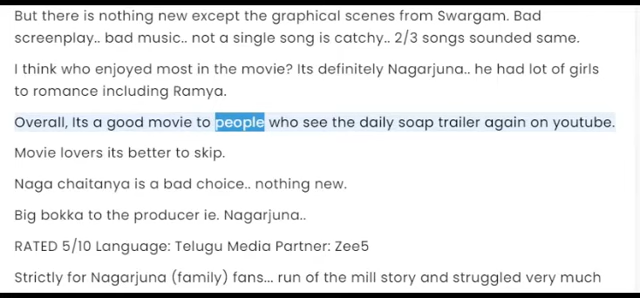 But there is nothing new except the graphical scenes from Swargam. Bad
screenplay.. bad music.. not a single song is catchy.. 2/3 songs sounded same.
I think who enjoyed most in the movie? Its definitely Nagarjuna.. he had lot of girls
to romance including Ramya.
Overall, Its a good movie to people who see the daily soap trailer again on youtube.
Movie lovers its better to skip.
Naga chaitanya is a bad choice.. nothing new.
Big bokka to the producer ie. Nagarjuna..
RATED 5/10 Language: Telugu Media Partner: Zee5
Strictly for Nagarjuna (family) fans... run of the mill story and struggled very much